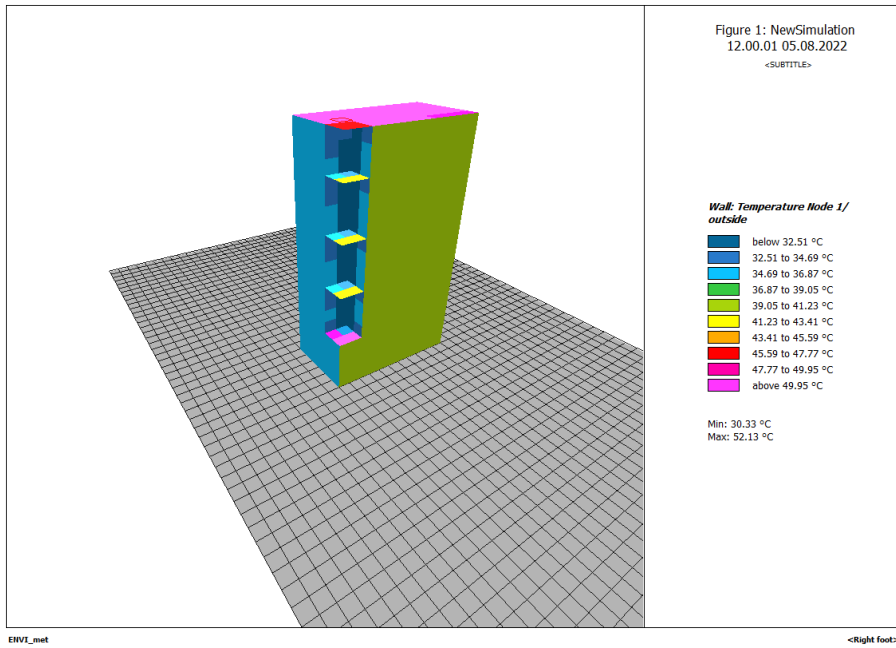 Figure 1: NewSimulation
12.00.01 05.08.2022
<SUBTITLE>
Wall: Temperature Node 1/
outside
below 32.51 °C
32.51 to 34.69 °C
34.69 to 36.87 °C
36.87 to 39.05 °C
39.05 to 41.23 °C
41.23 to 43.41 °C
43.41 to 45.59 °C
45.59 to 47.77 °C
47.77 to 49.95 °C
above 49.95 °C
Min: 30.33 °C
Max: 52.13 °C
ENVI_met
<Right foot>